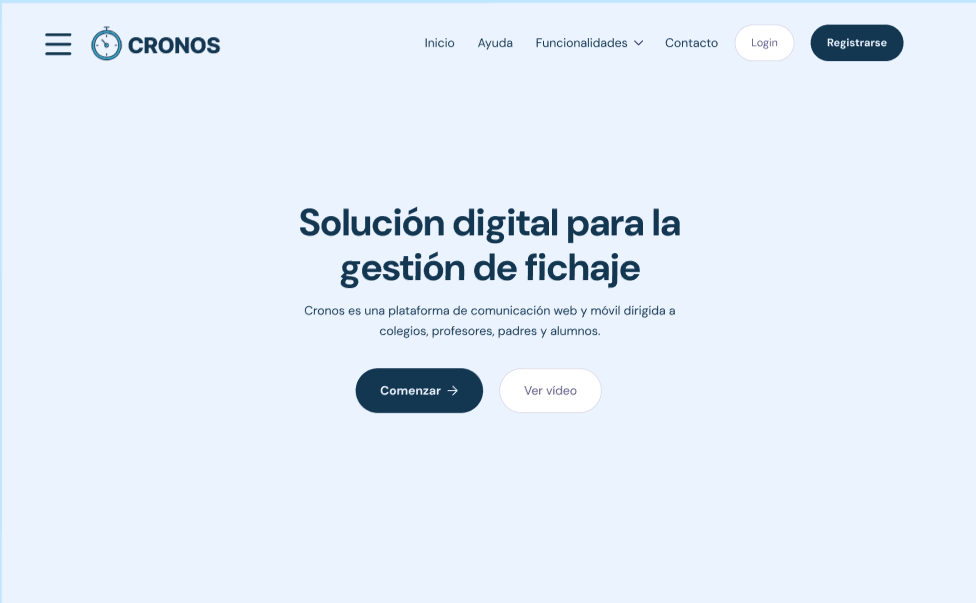 CRONOS
Inicio Ayuda Funcionalidades Contacto Login Registrarse
Solución digital para la
gestión de fichaje
Cronos es una plataforma de comunicación web y móvil dirigida a
colegios, profesores, padres y alumnos.
Comenzar → Ver vídeo